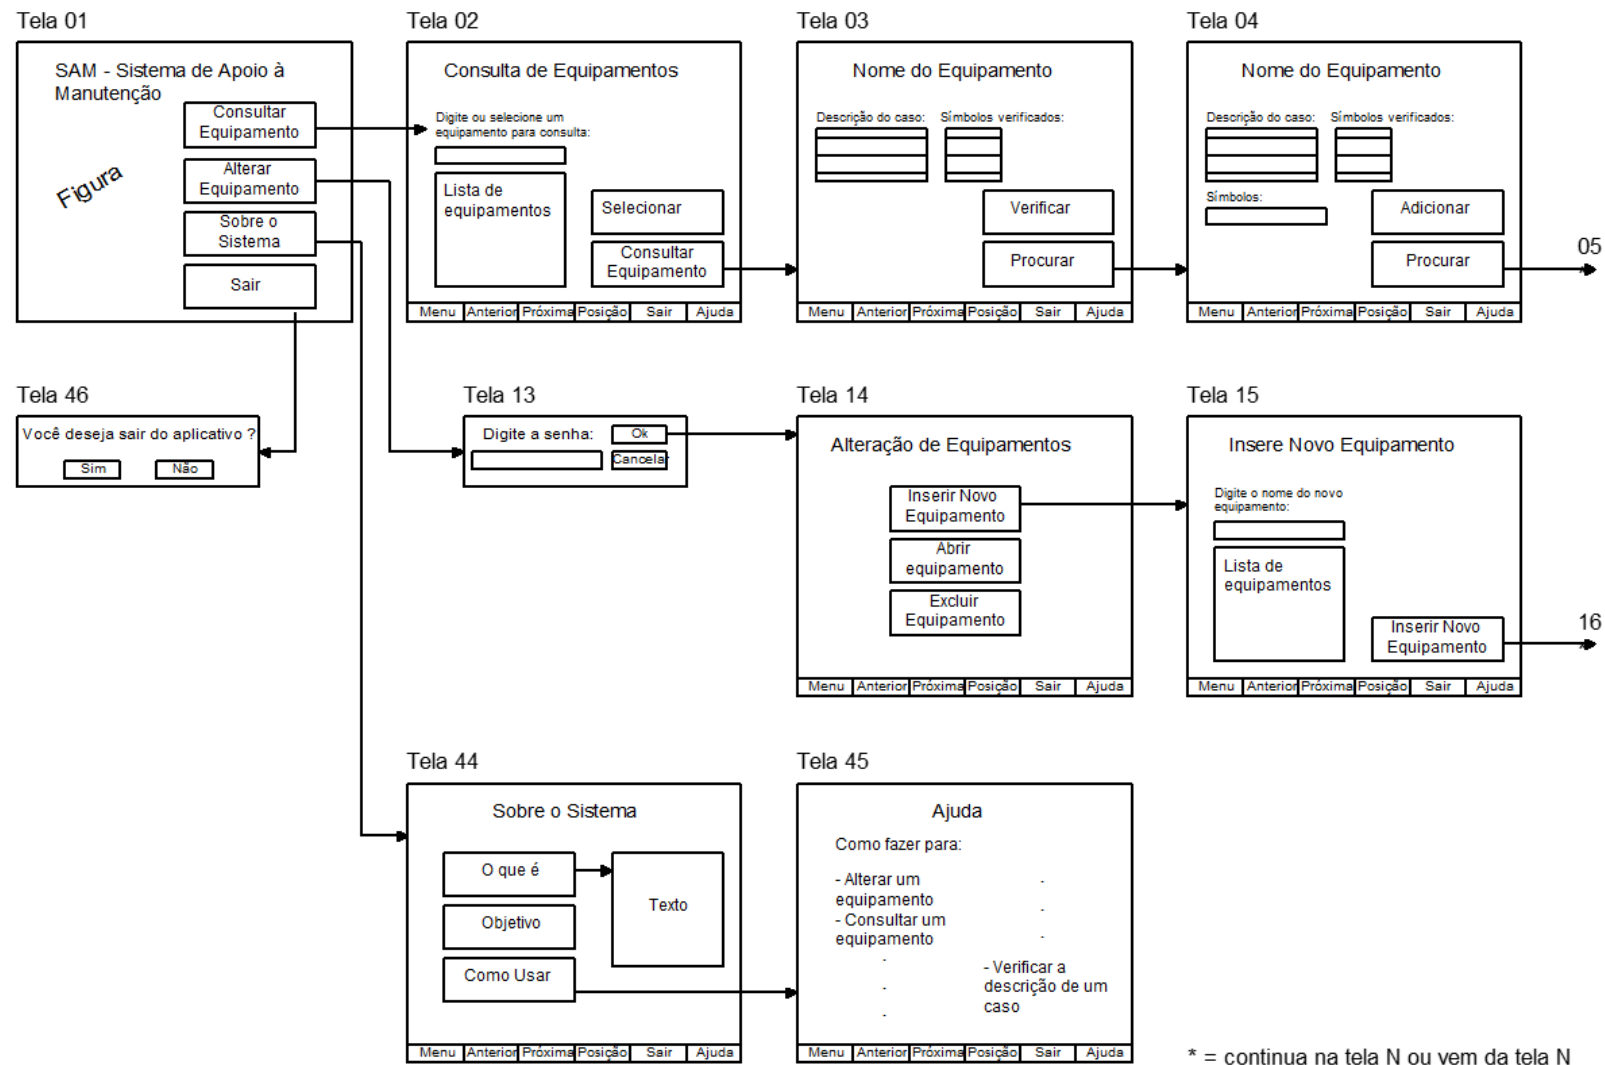 Tela 01
SAM - Sistema de Apoio à
Manutenção
Consultar
Equipamento
Alterar
Equipamento
Figura
Sobre o
Sistema
Sair
Tela 02
Consulta de Equipamentos
Digite ou selecione um
equipamento para consulta:
Lista de
equipamentos
Selecionar
Consultar
Equipamento
Menu Anterior Próxima Posição Sair Ajuda
Tela 03
Nome do Equipamento
Descrição do caso: Símbolos verificados:
Verificar
Procurar
Menu Anterior Próxima Posição Sair Ajuda
Tela 04
Nome do Equipamento
Descrição do caso: Símbolos verificados:
Símbolos:
Adicionar
Procurar
Menu Anterior Próxima Posição Sair Ajuda
05
Tela 46
Você deseja sair do aplicativo ?
Sim Não
Tela 13
Digite a senha: Ok
Cancelar
Tela 14
Alteração de Equipamentos
Inserir Novo
Equipamento
Abrir
equipamento
Excluir
Equipamento
Menu Anterior Próxima Posição Sair Ajuda
Tela 15
Insere Novo Equipamento
Digite o nome do novo
equipamento:
Lista de
equipamentos
Inserir Novo
Equipamento
Menu Anterior Próxima Posição Sair Ajuda
16
Tela 44
Sobre o Sistema
O que é
Texto
Objetivo
Como Usar
Menu Anterior Próxima Posição Sair Ajuda
Tela 45
Ajuda
Como fazer para:
- Alterar um
equipamento
- Consultar um
equipamento
- Verificar a
descrição de um
caso
Menu Anterior Próxima Posição Sair Ajuda
* = continua na tela N ou vem da tela N